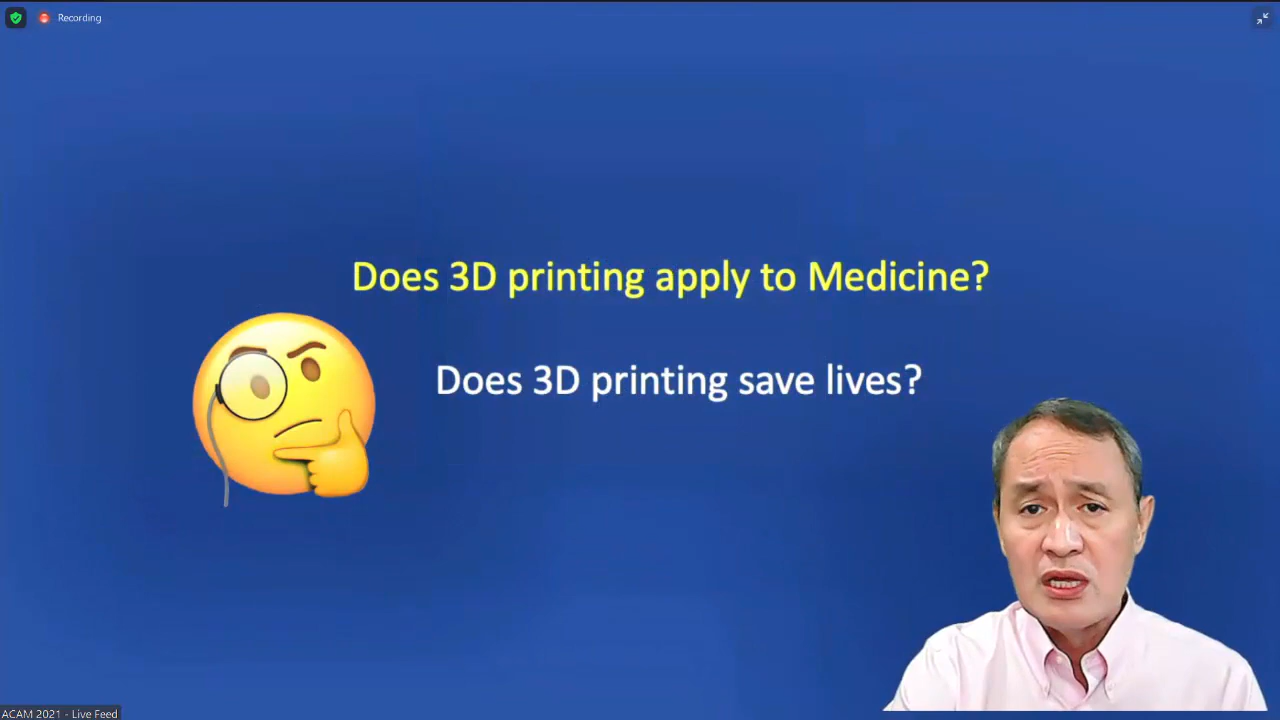 Recording
Does 3D printing apply to Medicine?
Does 3D printing save lives?
ACAM 2021 - Live Feed